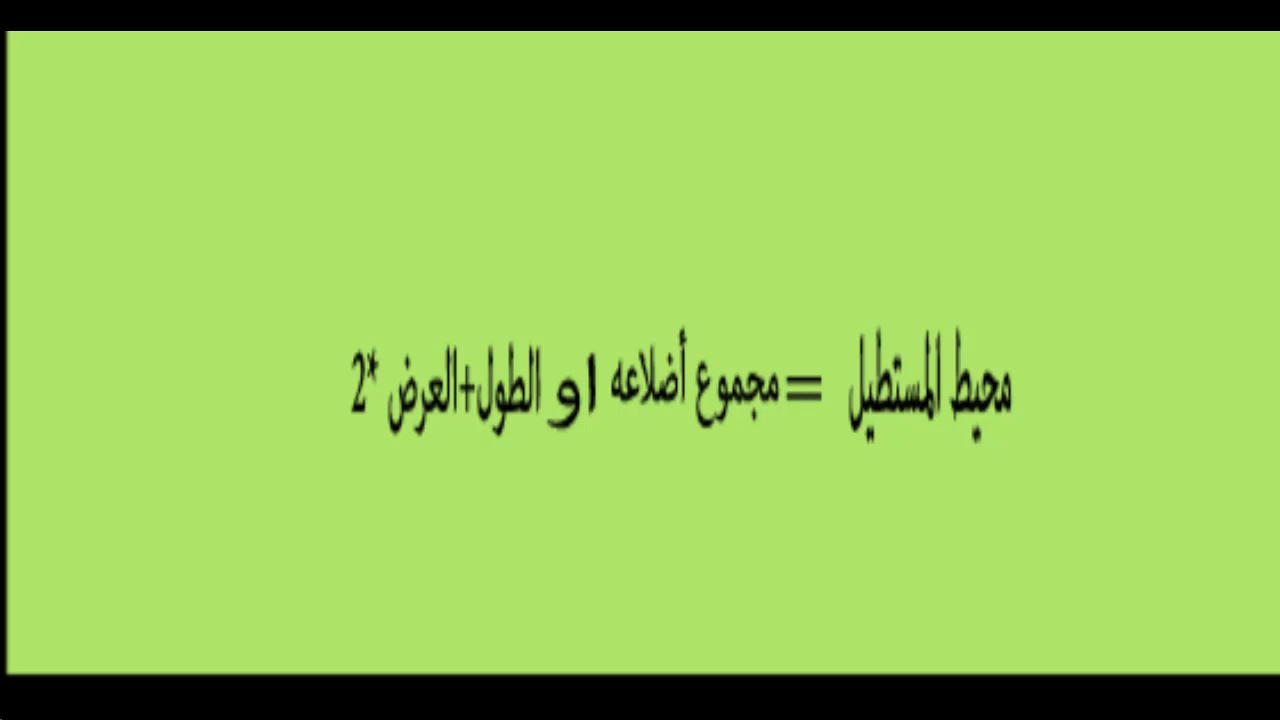 محيط المستطيل = مجموع أضلاعه او الطول+العرض *2